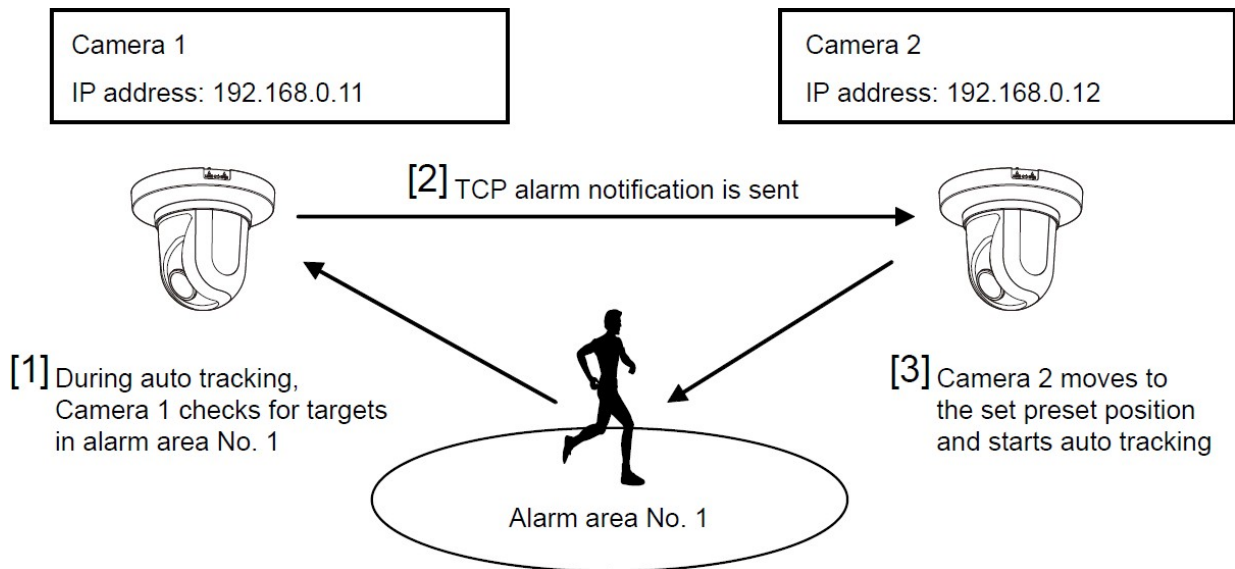 Camera 1
IP address: 192.168.0.11
Camera 2
IP address: 192.168.0.12
[2] TCP alarm notification is sent
[1] During auto tracking,
Camera 1 checks for targets
in alarm area No. 1
[3] Camera 2 moves to
the set preset position
and starts auto tracking
Alarm area No. 1